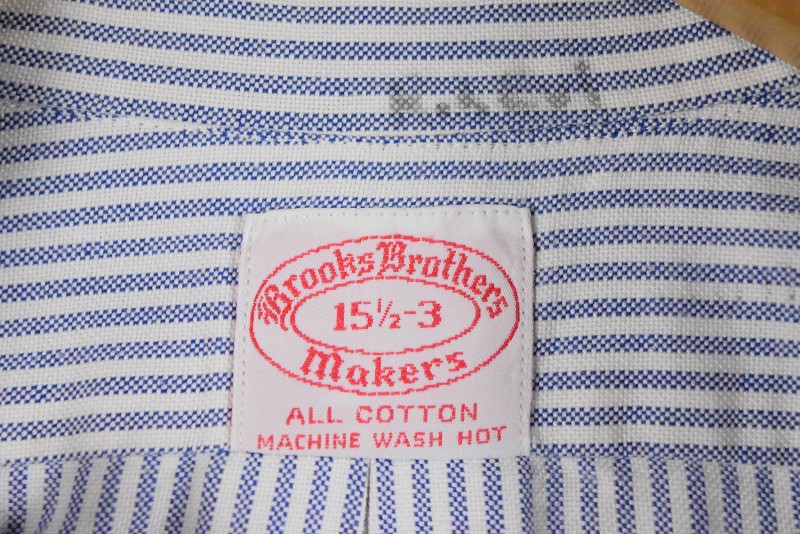 Brooks Brothers
15½-3
Makers
ALL COTTON
MACHINE WASH HOT